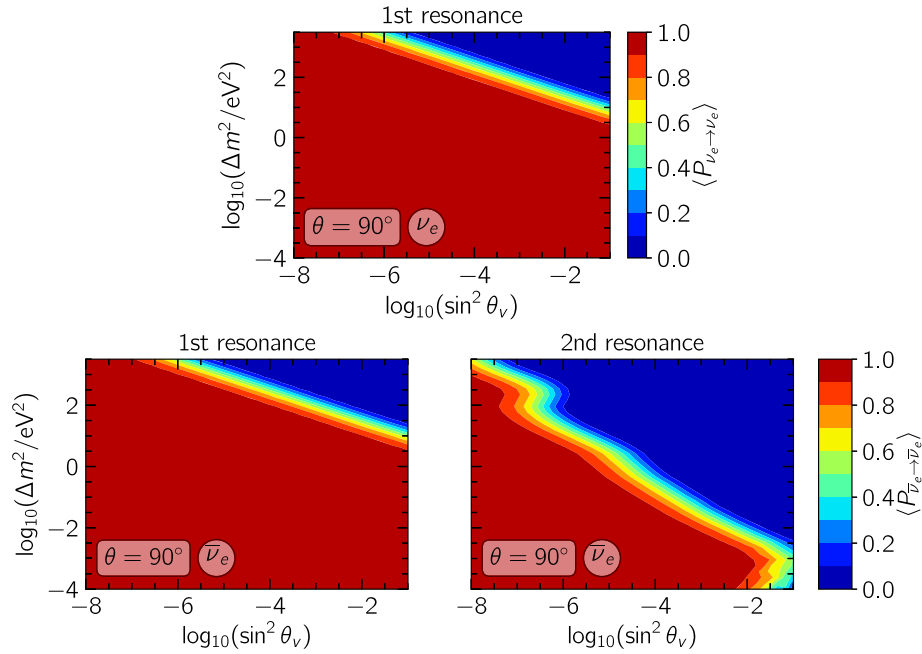 1st resonance
log₁₀(Δm²/eV²)
2
0
−2
−4
θ = 90° νₑ
−8
−6
−4
−2
log₁₀(sin² θᵥ)
1.0
0.8
0.6
0.4
0.2
0.0
⟨P_{νₑ→νₑ}⟩
1st resonance
log₁₀(Δm²/eV²)
2
0
−2
−4
θ = 90° ν̅ₑ
−8
−6
−4
−2
log₁₀(sin² θᵥ)
2nd resonance
θ = 90° ν̅ₑ
−8
−6
−4
−2
log₁₀(sin² θᵥ)
1.0
0.8
0.6
0.4
0.2
0.0
⟨P_{ν̅ₑ→ν̅ₑ}⟩